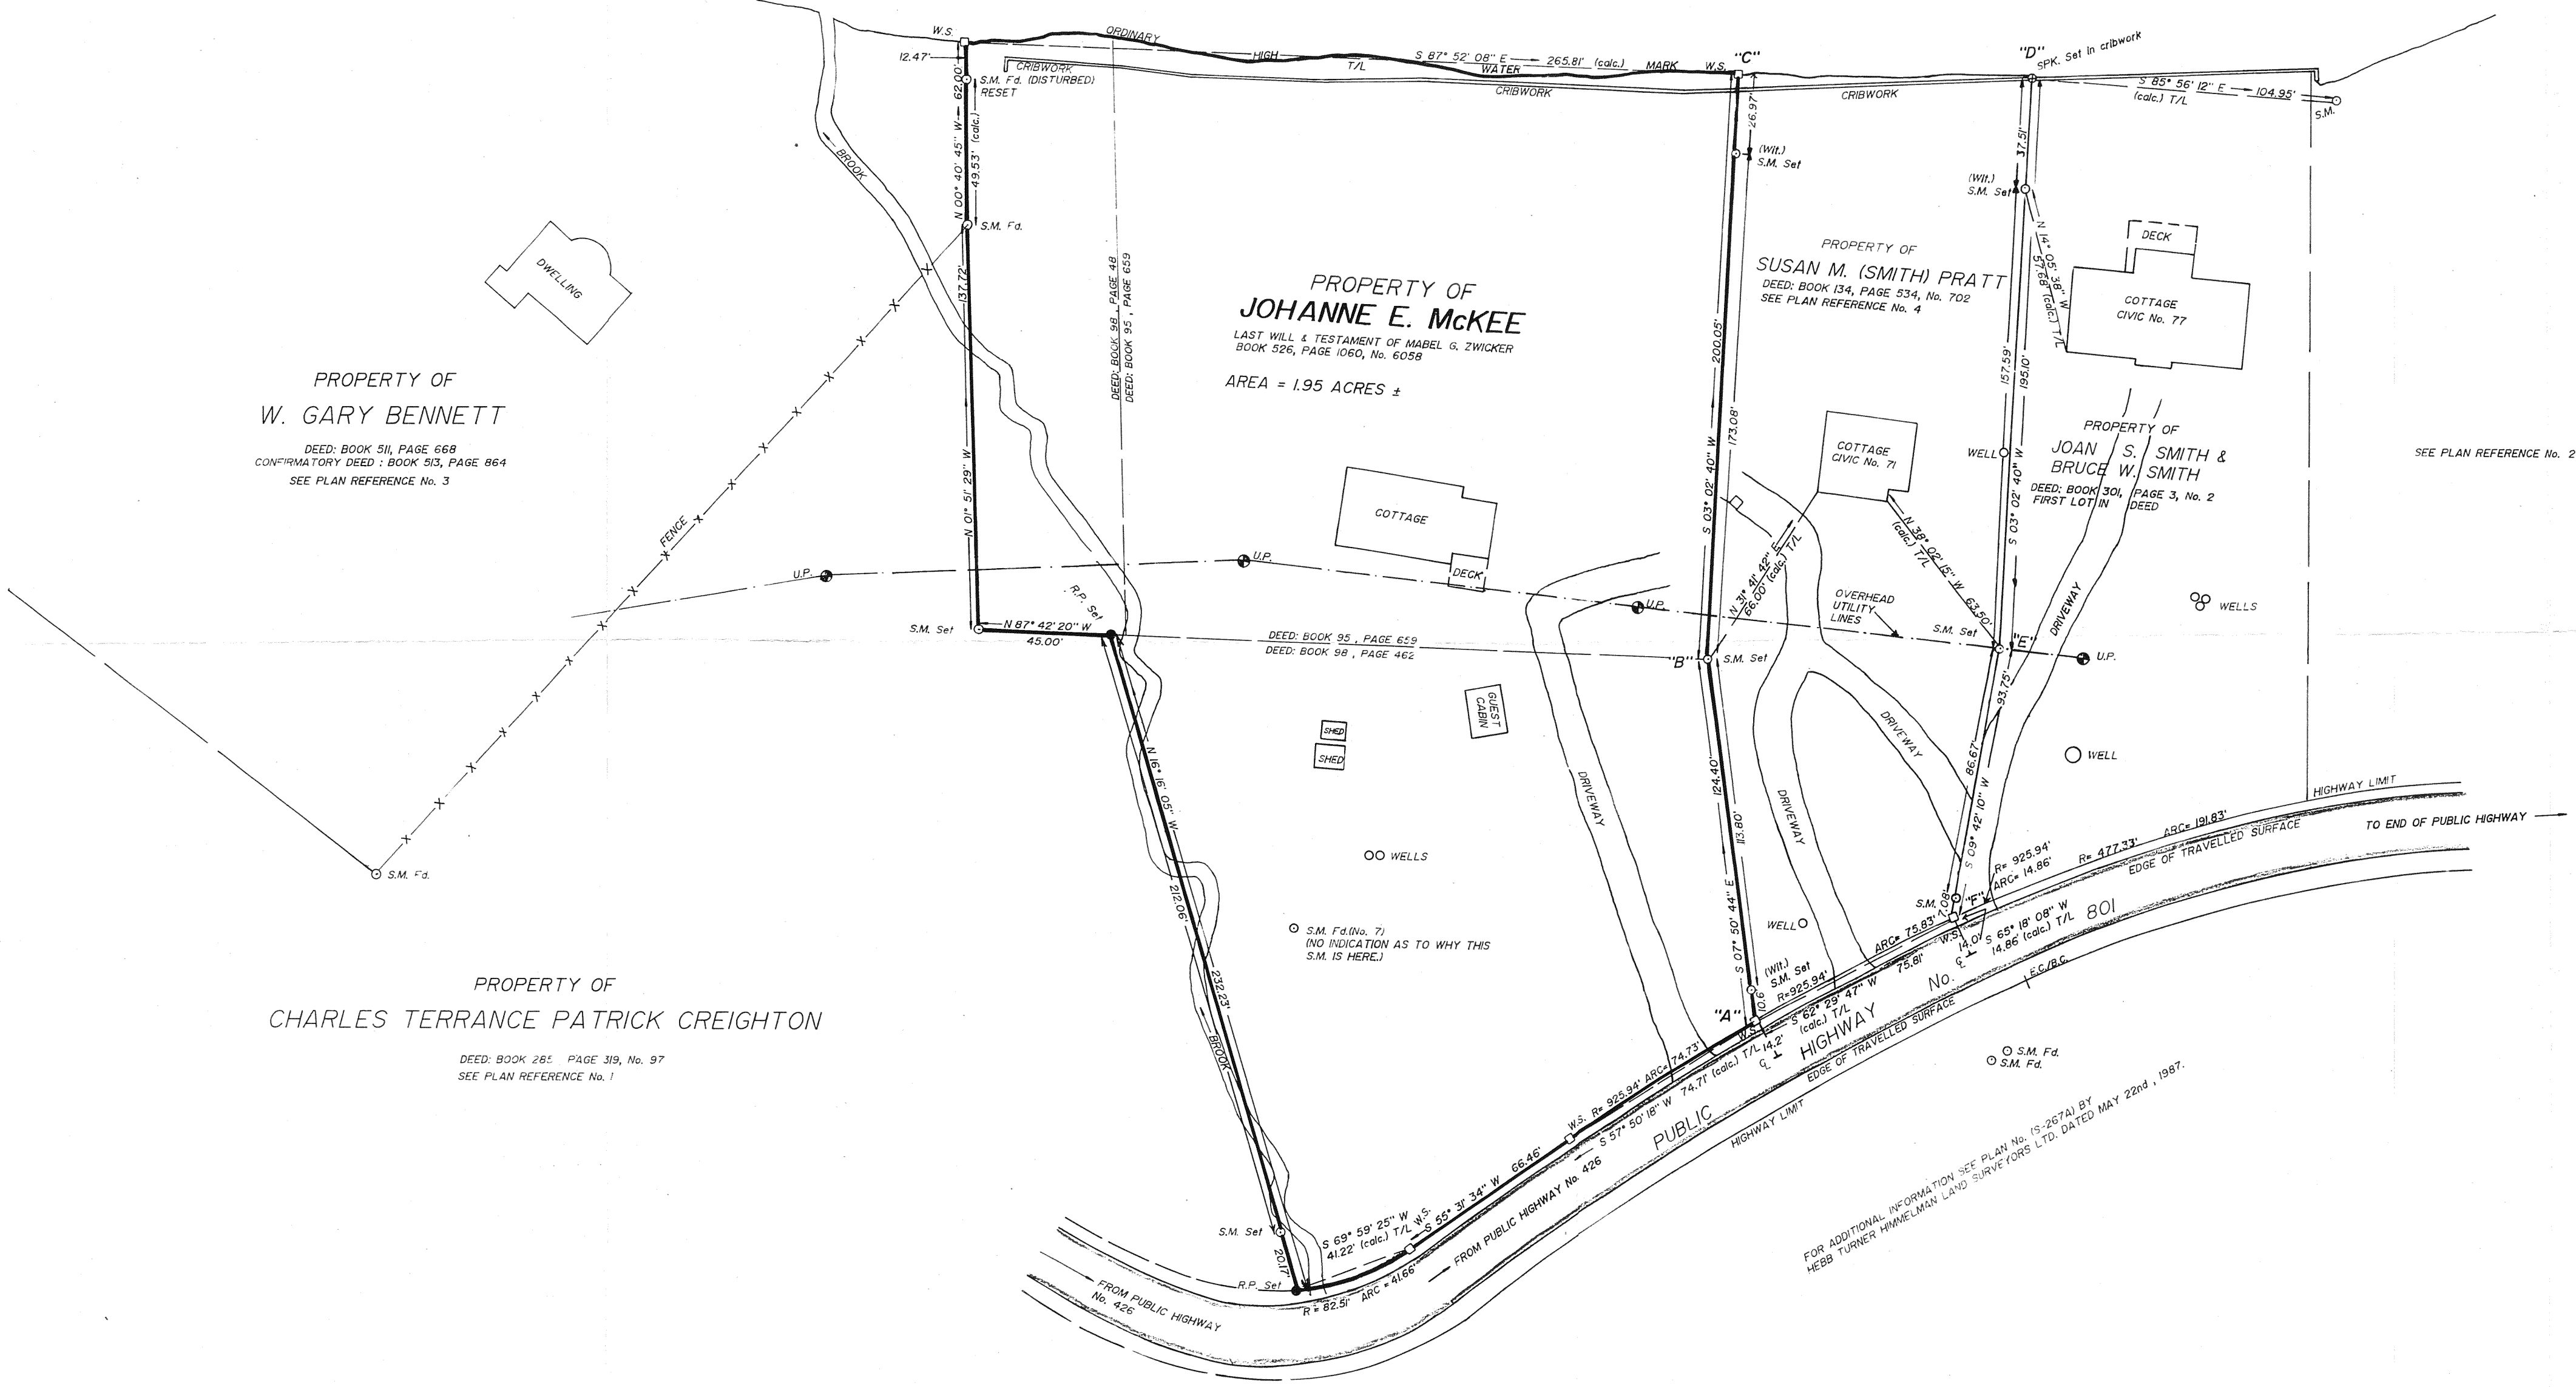 W.S.
12.47'
ORDINARY
HIGH
WATER
MARK
T/L
S 87° 52' 08" E 265.81' (calc.)
W.S.
"C"
"D"
SPK. Set in cribwork
S 85° 56' 12" E 104.95'
(calc.) T/L
S.M.
CRIBWORK
CRIBWORK
CRIBWORK
S.M. Fd. (DISTURBED)
RESET
N 00° 40' 45" W 62.00'
49.53' (calc.)
S.M. Fd.
BROOK
26.97'
(Wit.)
S.M. Set
37.51'
(Wit.)
S.M. Set
N 14° 05' 38" W
57.68' (calc.) T/L
DECK
COTTAGE
CIVIC No. 77
DWELLING
137.72'
N 01° 51' 29" W
DEED: BOOK 98 , PAGE 48
DEED: BOOK 95 , PAGE 659
PROPERTY OF
JOHANNE E. McKEE
LAST WILL & TESTAMENT OF MABEL G. ZWICKER
BOOK 526, PAGE 1060, No. 6058
AREA = 1.95 ACRES ±
PROPERTY OF
SUSAN M. (SMITH) PRATT
DEED: BOOK 134, PAGE 534, No. 702
SEE PLAN REFERENCE No. 4
200.05'
173.08'
S 03° 02' 40" W
157.59'
195.10'
S 03° 02' 40" W
PROPERTY OF
W. GARY BENNETT
DEED: BOOK 511, PAGE 668
CONFIRMATORY DEED : BOOK 513, PAGE 864
SEE PLAN REFERENCE No. 3
FENCE
COTTAGE
CIVIC No. 71
WELL
PROPERTY OF
JOAN S. SMITH &
BRUCE W. SMITH
DEED: BOOK 301, PAGE 3, No. 2
FIRST LOT IN DEED
SEE PLAN REFERENCE No. 2
COTTAGE
DECK
U.P.
U.P.
U.P.
U.P.
N 31° 41' 42" E
66.00' (calc.) T/L
N 38° 02' 15" W 63.50'
(calc.) T/L
OVERHEAD
UTILITY
LINES
S.M. Set
"E"
DRIVEWAY
WELLS
S.M. Set
N 87° 42' 20" W
45.00'
R.P. Set
DEED: BOOK 95 , PAGE 659
DEED: BOOK 98 , PAGE 462
"B"
S.M. Set
GUEST
CABIN
SHED
SHED
WELLS
DRIVEWAY
DRIVEWAY
DRIVEWAY
124.40'
113.80'
S 07° 50' 44" E
93.75'
86.67'
S 09° 42' 10" W
WELL
WELL
HIGHWAY LIMIT
TO END OF PUBLIC HIGHWAY
EDGE OF TRAVELLED SURFACE
R= 477.33' ARC= 191.83'
R= 925.94'
ARC= 14.86'
S.M.
7.08'
"F"
W.S.
14.0'
S 65° 18' 08" W
14.86' (calc.) T/L
801
No.
E.C./B.C.
ARC= 75.83'
R=925.94'
75.81'
S 62° 29' 47" W
(calc.) T/L
(Wit.)
S.M. Set
10.61'
"A"
W.S.
14.2'
HIGHWAY
PUBLIC
EDGE OF TRAVELLED SURFACE
HIGHWAY LIMIT
S.M. Fd.
S.M. Fd.
S.M. Fd.(No. 7)
(NO INDICATION AS TO WHY THIS
S.M. IS HERE.)
N 16° 16' 05" W
212.06'
232.23'
BROOK
S.M. Fd.
PROPERTY OF
CHARLES TERRANCE PATRICK CREIGHTON
DEED: BOOK 285 PAGE 319, No. 97
SEE PLAN REFERENCE No. 1
W.S. R= 925.94' ARC= 74.73'
S 57° 50' 18" W 74.71' (calc.) T/L
S 55° 31' 34" W 66.46'
W.S.
S 69° 59' 25" W
41.22' (calc.) T/L
S.M. Set
20.17'
R.P. Set
R = 82.51' ARC = 41.66'
FROM PUBLIC HIGHWAY No. 426
FROM PUBLIC HIGHWAY
No. 426
FOR ADDITIONAL INFORMATION SEE PLAN No. (S-267A) BY
HEBB TURNER HIMMELMAN LAND SURVEYORS LTD. DATED MAY 22nd , 1987.